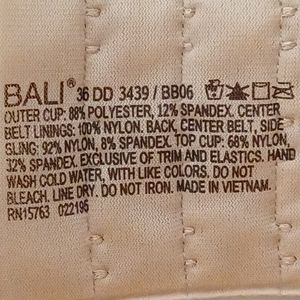 BALI® 36 DD 3439 / BB06
OUTER CUP: 88% POLYESTER, 12% SPANDEX. CENTER
BELT LINING: 100% NYLON. BACK, CENTER BELT, SIDE
SLING: 92% NYLON, 8% SPANDEX. TOP CUP: 68% NYLON,
32% SPANDEX. EXCLUSIVE OF TRIM AND ELASTICS. HAND
WASH COLD WATER, WITH LIKE COLORS. DO NOT
BLEACH. LINE DRY. DO NOT IRON. MADE IN VIETNAM.
RN15763 022195